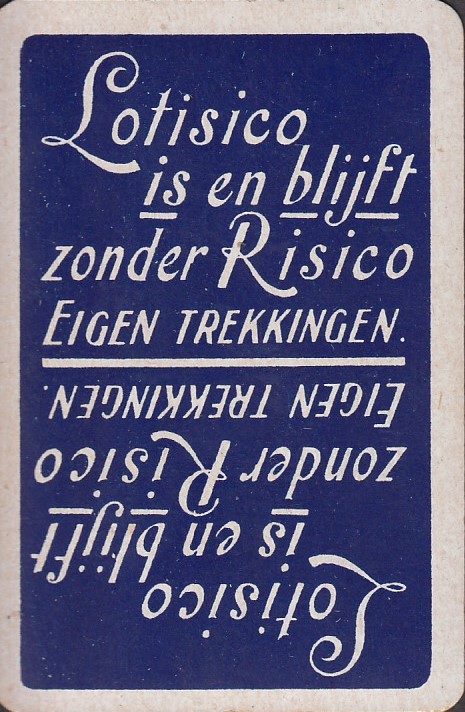 Lotisico
is en blijft
zonder Risico
EIGEN TREKKINGEN.
Lotisico
is en blijft
zonder Risico
EIGEN TREKKINGEN.